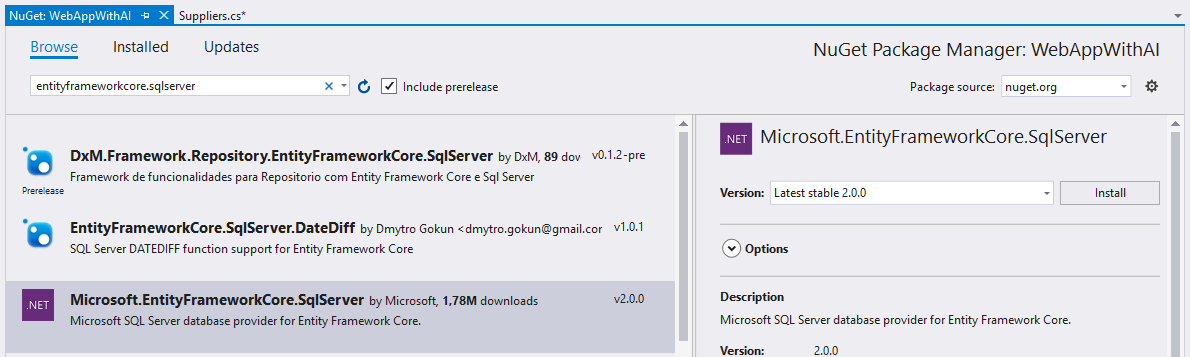 NuGet: WebAppWithAI
Suppliers.cs*
Browse Installed Updates
NuGet Package Manager: WebAppWithAI
entityframeworkcore.sqlserver
Include prerelease
Package source: nuget.org
DxM.Framework.Repository.EntityFrameworkCore.SqlServer by DxM, 89 dov v0.1.2-pre
Framework de funcionalidades para Repositorio com Entity Framework Core e Sql Server
Prerelease
EntityFrameworkCore.SqlServer.DateDiff by Dmytro Gokun <dmytro.gokun@gmail.cor v1.0.1
SQL Server DATEDIFF function support for Entity Framework Core
.NET
Microsoft.EntityFrameworkCore.SqlServer by Microsoft, 1,78M downloads v2.0.0
Microsoft SQL Server database provider for Entity Framework Core.
.NET
Microsoft.EntityFrameworkCore.SqlServer
Version: Latest stable 2.0.0 Install
Options
Description
Microsoft SQL Server database provider for Entity Framework Core.
Version: 2.0.0